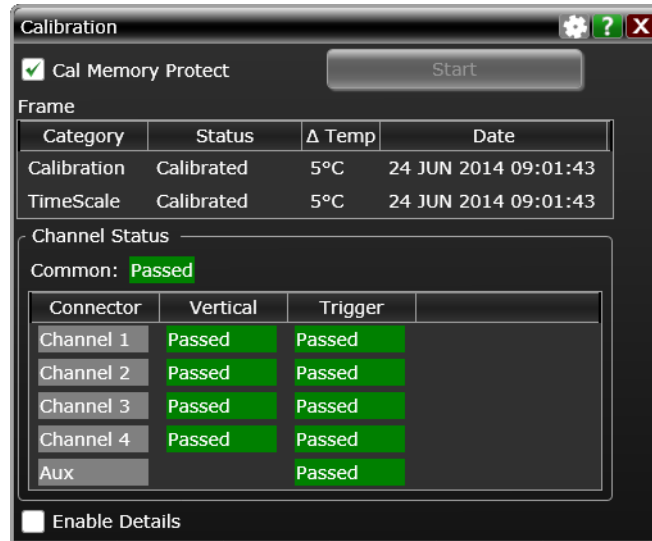 Calibration ? X
Cal Memory Protect Start
Frame
Category Status Δ Temp Date
Calibration Calibrated 5°C 24 JUN 2014 09:01:43
TimeScale Calibrated 5°C 24 JUN 2014 09:01:43
Channel Status
Common: Passed
Connector Vertical Trigger
Channel 1 Passed Passed
Channel 2 Passed Passed
Channel 3 Passed Passed
Channel 4 Passed Passed
Aux Passed
Enable Details